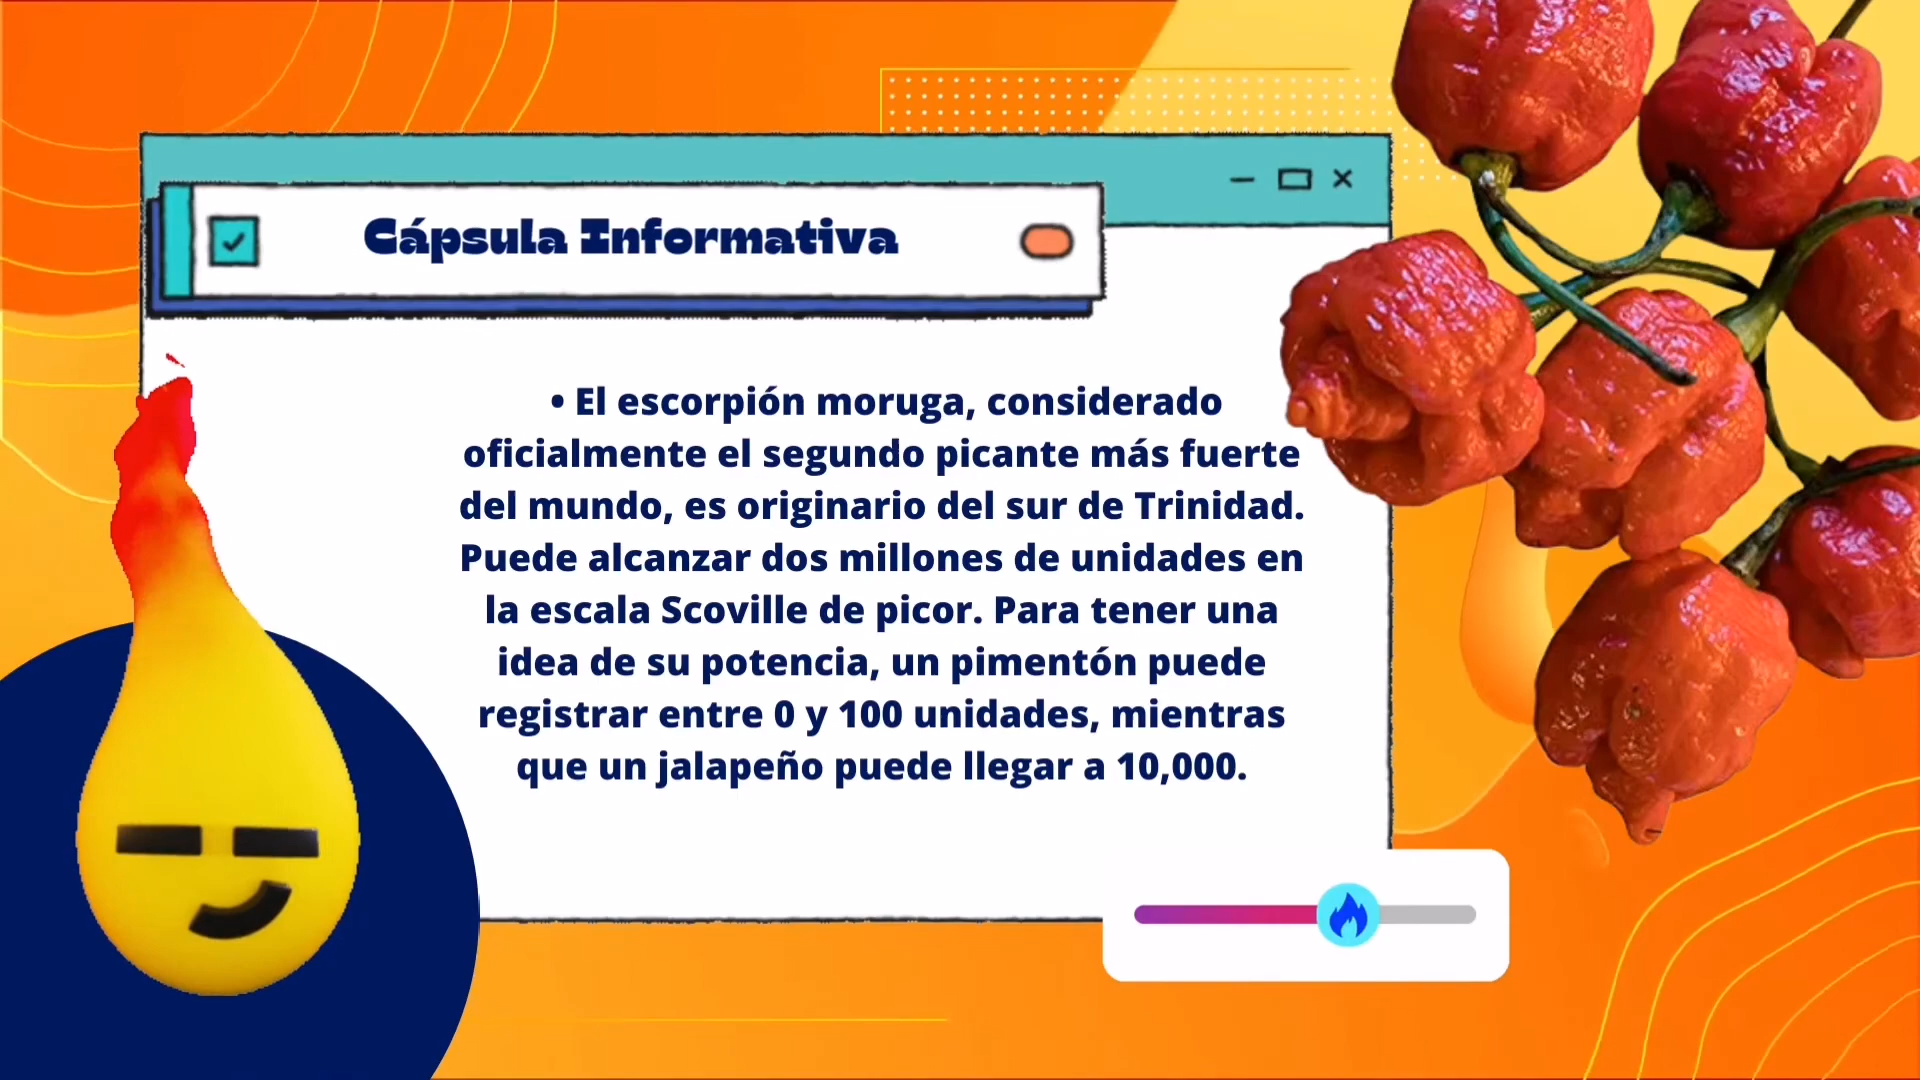 Cápsula Informativa
• El escorpión moruga, considerado
oficialmente el segundo picante más fuerte
del mundo, es originario del sur de Trinidad.
Puede alcanzar dos millones de unidades en
la escala Scoville de picor. Para tener una
idea de su potencia, un pimentón puede
registrar entre 0 y 100 unidades, mientras
que un jalapeño puede llegar a 10,000.